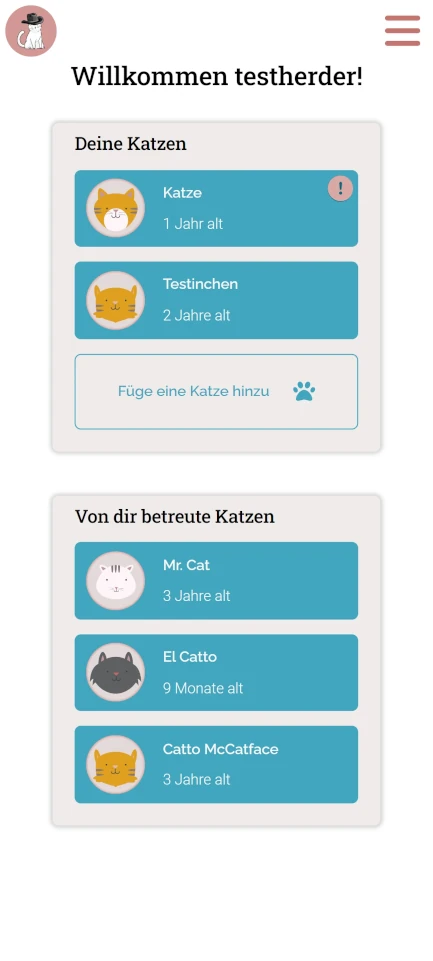 Willkommen testherder!
Deine Katzen
Katze
!
1 Jahr alt
Testinchen
2 Jahre alt
Füge eine Katze hinzu
Von dir betreute Katzen
Mr. Cat
3 Jahre alt
El Catto
9 Monate alt
Catto McCatface
3 Jahre alt